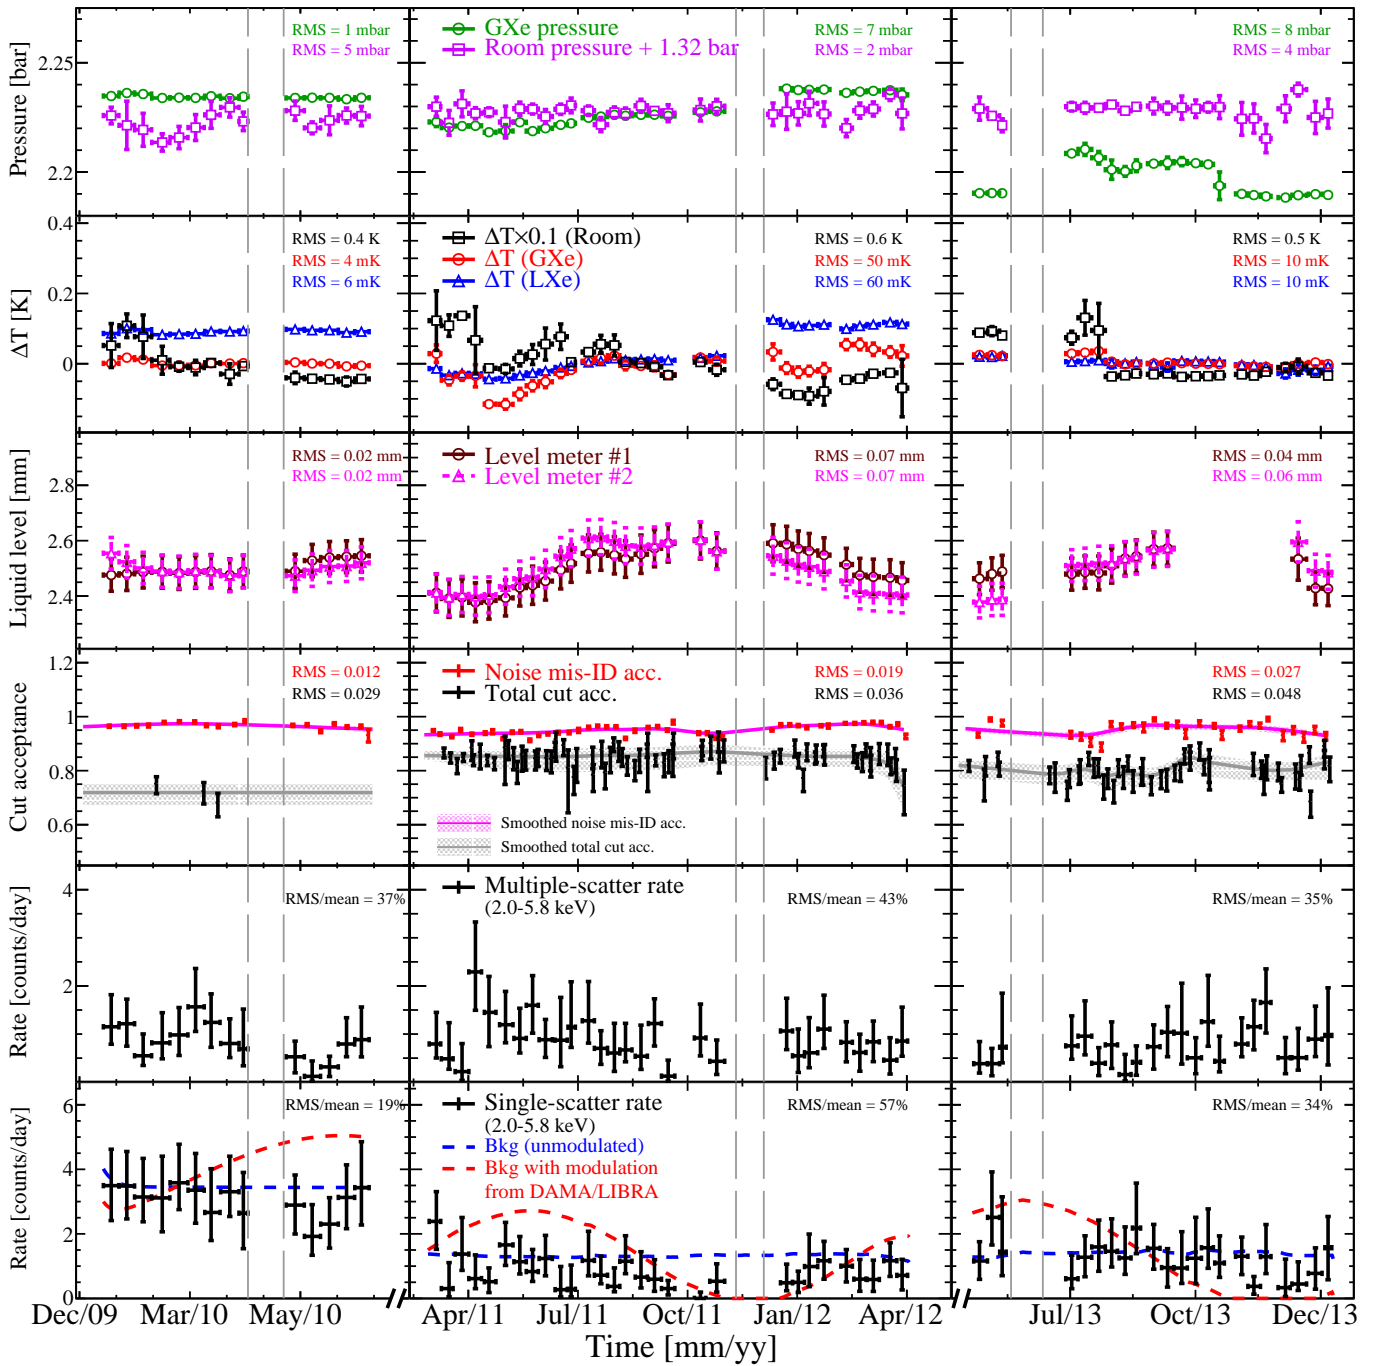 Pressure [bar]
2.25
2.2
GXe pressure
Room pressure + 1.32 bar
RMS = 1 mbar
RMS = 5 mbar
RMS = 7 mbar
RMS = 2 mbar
RMS = 8 mbar
RMS = 4 mbar
ΔT [K]
0.4
0.2
0
ΔT×0.1 (Room)
ΔT (GXe)
ΔT (LXe)
RMS = 0.4 K
RMS = 4 mK
RMS = 6 mK
RMS = 0.6 K
RMS = 50 mK
RMS = 60 mK
RMS = 0.5 K
RMS = 10 mK
RMS = 10 mK
Liquid level [mm]
2.8
2.6
2.4
Level meter #1
Level meter #2
RMS = 0.02 mm
RMS = 0.02 mm
RMS = 0.07 mm
RMS = 0.07 mm
RMS = 0.04 mm
RMS = 0.06 mm
Cut acceptance
1.2
1
0.8
0.6
Noise mis-ID acc.
Total cut acc.
RMS = 0.012
RMS = 0.029
RMS = 0.019
RMS = 0.036
RMS = 0.027
RMS = 0.048
Smoothed noise mis-ID acc.
Smoothed total cut acc.
Rate [counts/day]
4
2
0
Multiple-scatter rate
(2.0-5.8 keV)
RMS/mean = 37%
RMS/mean = 43%
RMS/mean = 35%
Rate [counts/day]
6
4
2
0
Single-scatter rate
(2.0-5.8 keV)
Bkg (unmodulated)
Bkg with modulation
from DAMA/LIBRA
RMS/mean = 19%
RMS/mean = 57%
RMS/mean = 34%
Dec/09 Mar/10 May/10 // Apr/11 Jul/11 Oct/11 Jan/12 Apr/12 // Jul/13 Oct/13 Dec/13
Time [mm/yy]